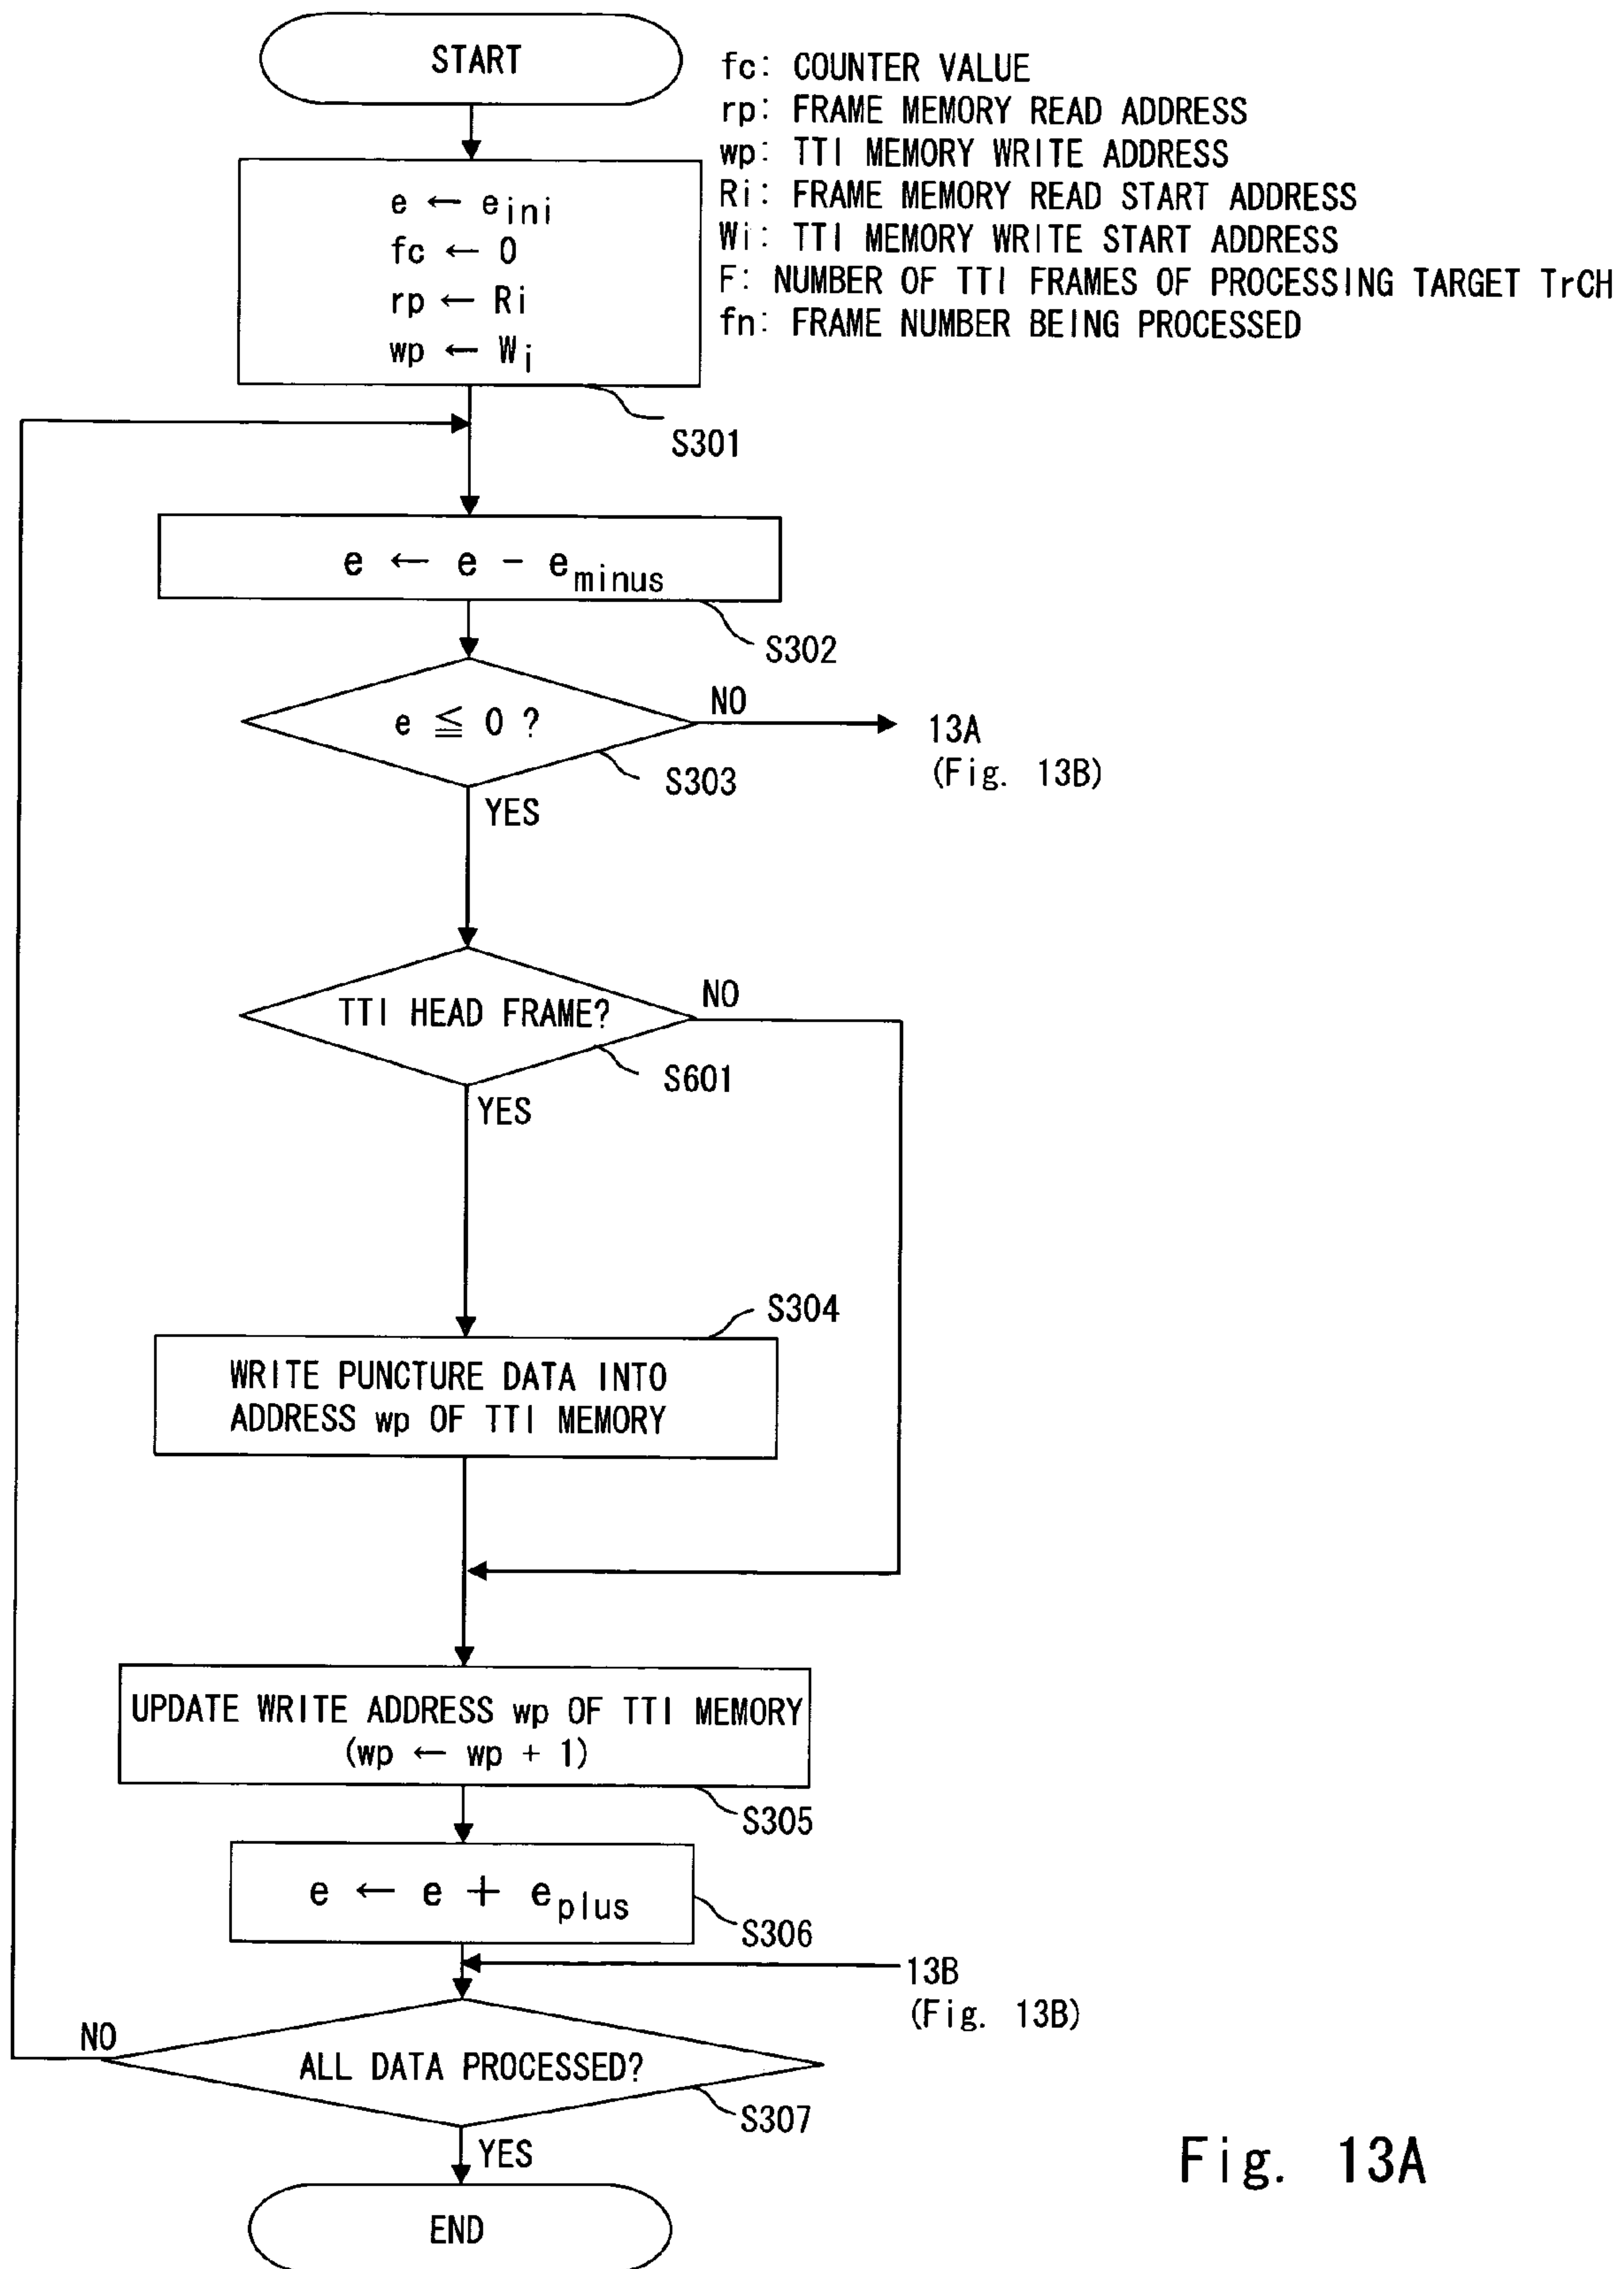 START
fc: COUNTER VALUE
rp: FRAME MEMORY READ ADDRESS
wp: TTI MEMORY WRITE ADDRESS
Ri: FRAME MEMORY READ START ADDRESS
Wi: TTI MEMORY WRITE START ADDRESS
F: NUMBER OF TTI FRAMES OF PROCESSING TARGET TrCH
fn: FRAME NUMBER BEING PROCESSED
e ← eini
fc ← 0
rp ← Ri
wp ← Wi
S301
e ← e - eminus
S302
e ≦ 0 ?
NO
13A
(Fig. 13B)
S303
YES
TTI HEAD FRAME?
NO
S601
YES
S304
WRITE PUNCTURE DATA INTO
ADDRESS wp OF TTI MEMORY
UPDATE WRITE ADDRESS wp OF TTI MEMORY
(wp ← wp + 1)
S305
e ← e + eplus
S306
13B
(Fig. 13B)
NO
ALL DATA PROCESSED?
S307
YES
END
Fig. 13A